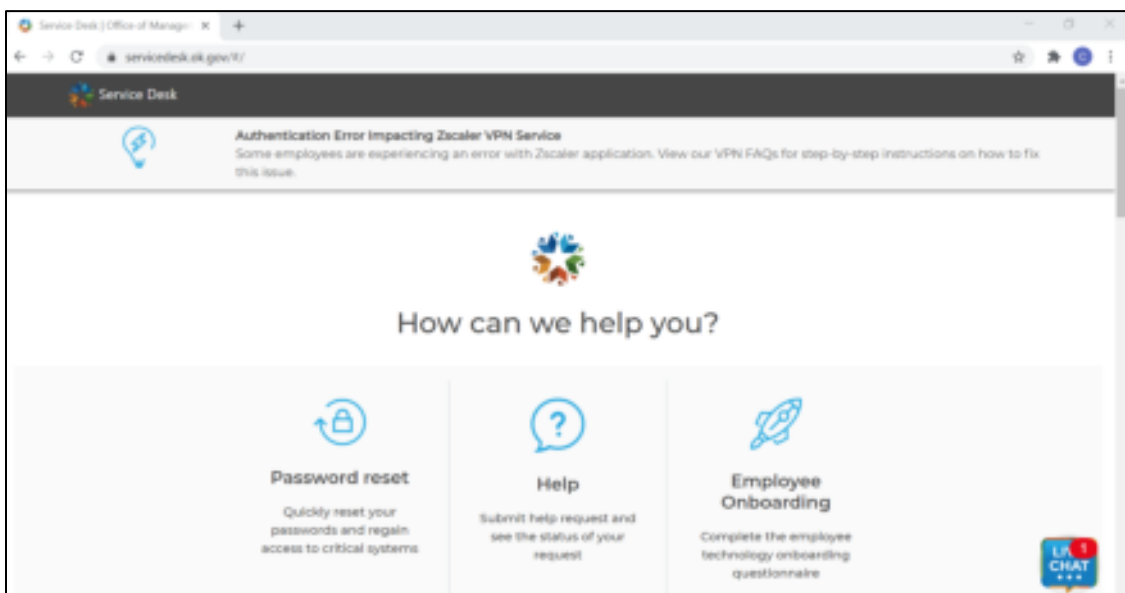 Service Desk | Office of Manage
servicedesk.ok.gov/#/
Service Desk
Authentication Error Impacting Zscaler VPN Service
Some employees are experiencing an error with Zscaler application. View our VPN FAQs for step-by-step instructions on how to fix
this issue.
How can we help you?
Password reset
Quickly reset your
passwords and regain
access to critical systems
Help
Submit help request and
see the status of your
request
Employee
Onboarding
Complete the employee
technology onboarding
questionnaire
1
CHAT